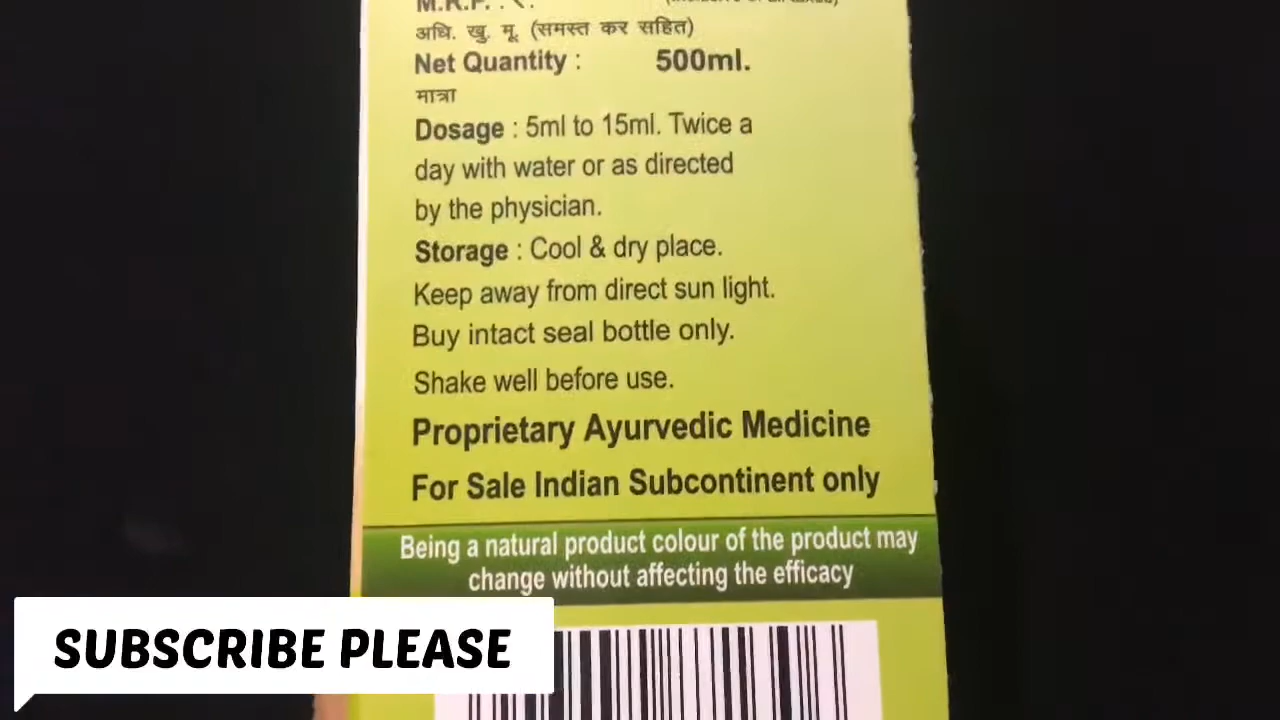 M.R.P. : ₹.
अधि. खु. मू. (समस्त कर सहित)
Net Quantity : 500ml.
मात्रा
Dosage : 5ml to 15ml. Twice a
day with water or as directed
by the physician.
Storage : Cool & dry place.
Keep away from direct sun light.
Buy intact seal bottle only.
Shake well before use.
Proprietary Ayurvedic Medicine
For Sale Indian Subcontinent only
Being a natural product colour of the product may
change without affecting the efficacy
SUBSCRIBE PLEASE